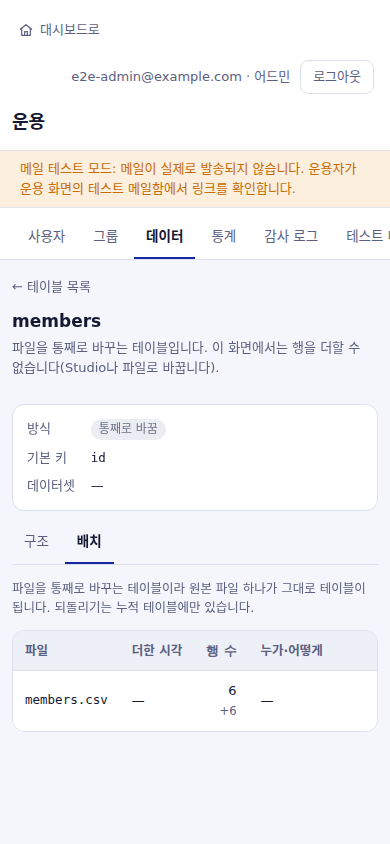 대시보드로
e2e-admin@example.com · 어드민
로그아웃
운용
메일 테스트 모드: 메일이 실제로 발송되지 않습니다. 운용자가
운용 화면의 테스트 메일함에서 링크를 확인합니다.
사용자 그룹 데이터 통계 감사 로그 테스트
← 테이블 목록
members
파일을 통째로 바꾸는 테이블입니다. 이 화면에서는 행을 더할 수
없습니다(Studio나 파일로 바꿉니다).
방식 통째로 바꿈
기본 키 id
데이터셋 —
구조 배치
파일을 통째로 바꾸는 테이블이라 원본 파일 하나가 그대로 테이블이
됩니다. 되돌리기는 누적 테이블에만 있습니다.
파일 더한 시각 행 수 누가·어떻게
members.csv — 6 —
+6